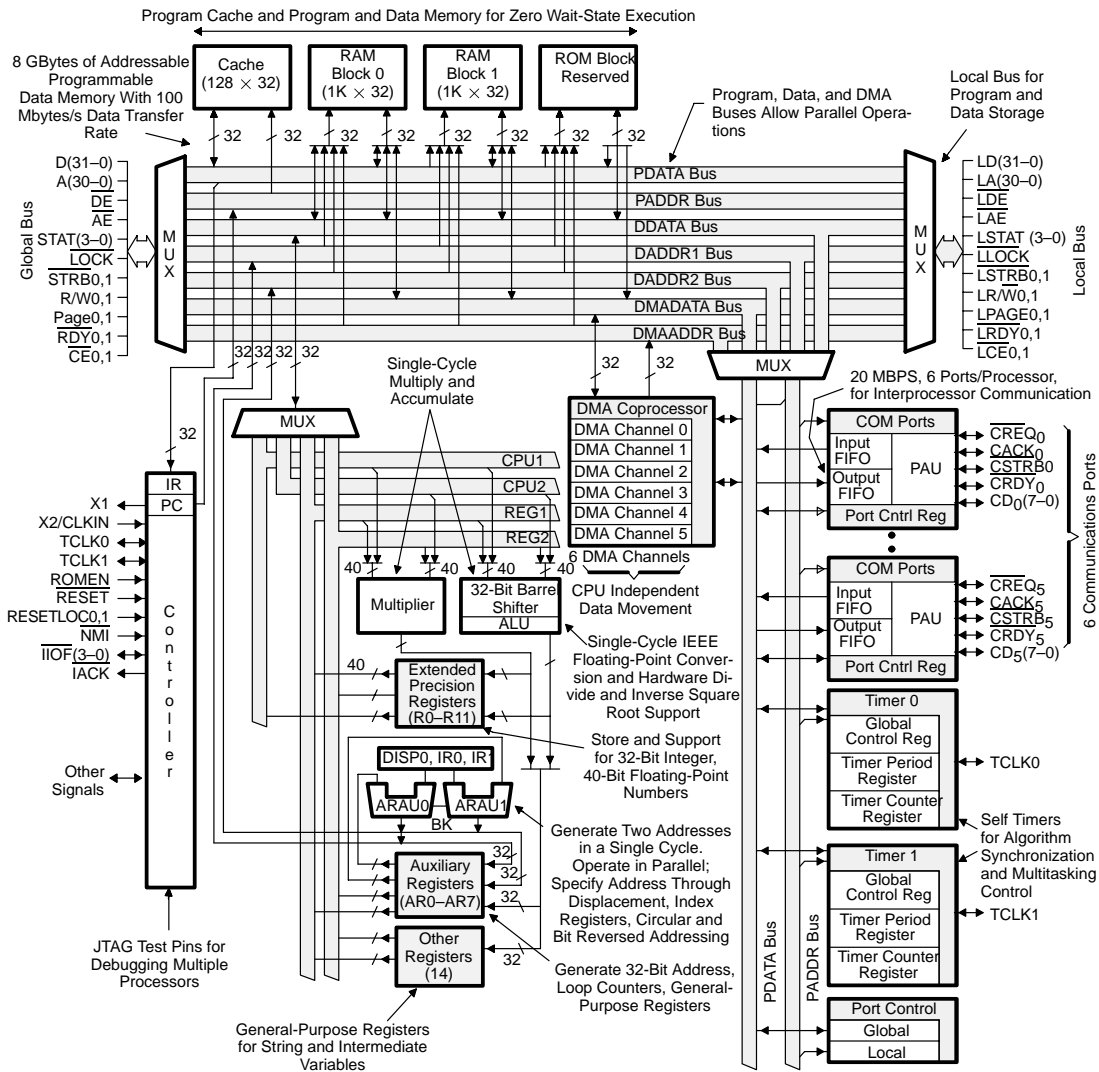 Program Cache and Program and Data Memory for Zero Wait-State Execution
8 GBytes of Addressable
Programmable
Data Memory With 100
Mbytes/s Data Transfer
Rate
Cache
(128 × 32)
RAM
Block 0
(1K × 32)
RAM
Block 1
(1K × 32)
ROM Block
Reserved
Program, Data, and DMA
Buses Allow Parallel Opera-
tions
Local Bus for
Program and
Data Storage
32
32
32
32
32
32
32
32
Global Bus
D(31–0)
A(30–0)
DE
AE
STAT(3–0)
LOCK
STRB0,1
R/W0,1
Page0,1
RDY0,1
CE0,1
MUX
PDATA Bus
PADDR Bus
DDATA Bus
DADDR1 Bus
DADDR2 Bus
DMADATA Bus
DMAADDR Bus
MUX
LD(31–0)
LA(30–0)
LDE
LAE
LSTAT (3–0)
LLOCK
LSTRB0,1
LR/W0,1
LPAGE0,1
LRDY0,1
LCE0,1
Local Bus
32
32
32
32
32
32
32
MUX
Single-Cycle
Multiply and
Accumulate
MUX
CPU1
CPU2
REG1
REG2
DMA Coprocessor
DMA Channel 0
DMA Channel 1
DMA Channel 2
DMA Channel 3
DMA Channel 4
DMA Channel 5
6 DMA Channels
CPU Independent
Data Movement
20 MBPS, 6 Ports/Processor,
for Interprocessor Communication
COM Ports
Input
FIFO
Output
FIFO
PAU
Port Cntrl Reg
CREQ0
CACK0
CSTRB0
CRDY0
CD0(7–0)
COM Ports
Input
FIFO
Output
FIFO
PAU
Port Cntrl Reg
CREQ5
CACK5
CSTRB5
CRDY5
CD5(7–0)
6 Communications Ports
IR
PC
Controller
X1
X2/CLKIN
TCLK0
TCLK1
ROMEN
RESET
RESETLOC0,1
NMI
IIOF(3–0)
IACK
Other
Signals
JTAG Test Pins for
Debugging Multiple
Processors
40
40
40
40
Multiplier
32-Bit Barrel
Shifter
ALU
Single-Cycle IEEE
Floating-Point Conver-
sion and Hardware Di-
vide and Inverse Square
Root Support
40
Extended
Precision
Registers
(R0–R11)
Store and Support
for 32-Bit Integer,
40-Bit Floating-Point
Numbers
DISP0, IR0, IR1
ARAU0
ARAU1
BK
Generate Two Addresses
in a Single Cycle.
Operate in Parallel;
Specify Address Through
Displacement, Index
Registers, Circular and
Bit Reversed Addressing
32
32
32
Auxiliary
Registers
(AR0–AR7)
Other
Registers
(14)
32
Generate 32-Bit Address,
Loop Counters, General-
Purpose Registers
General-Purpose Registers
for String and Intermediate
Variables
Timer 0
Global
Control Reg
Timer Period
Register
Timer Counter
Register
TCLK0
Self Timers
for Algorithm
Synchronization
and Multitasking
Control
Timer 1
Global
Control Reg
Timer Period
Register
Timer Counter
Register
TCLK1
PDATA Bus
PADDR Bus
Port Control
Global
Local